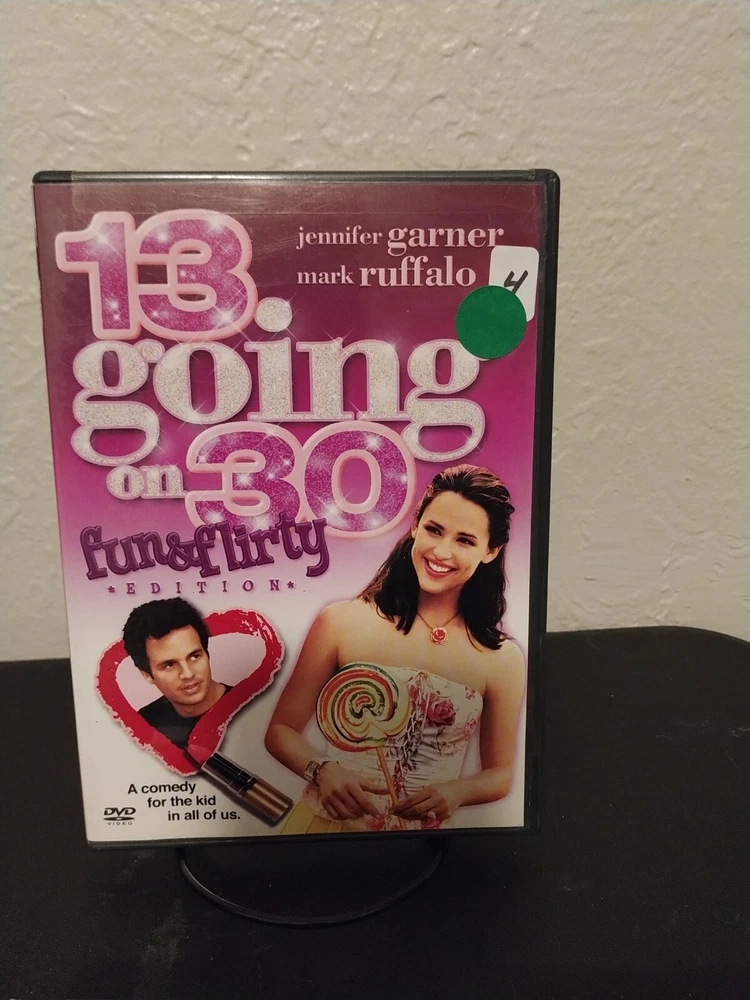 13
going
on 30
jennifer garner
mark ruffalo
4
fun&flirty
*EDITION*
A comedy
for the kid
in all of us.
DVD
VIDEO